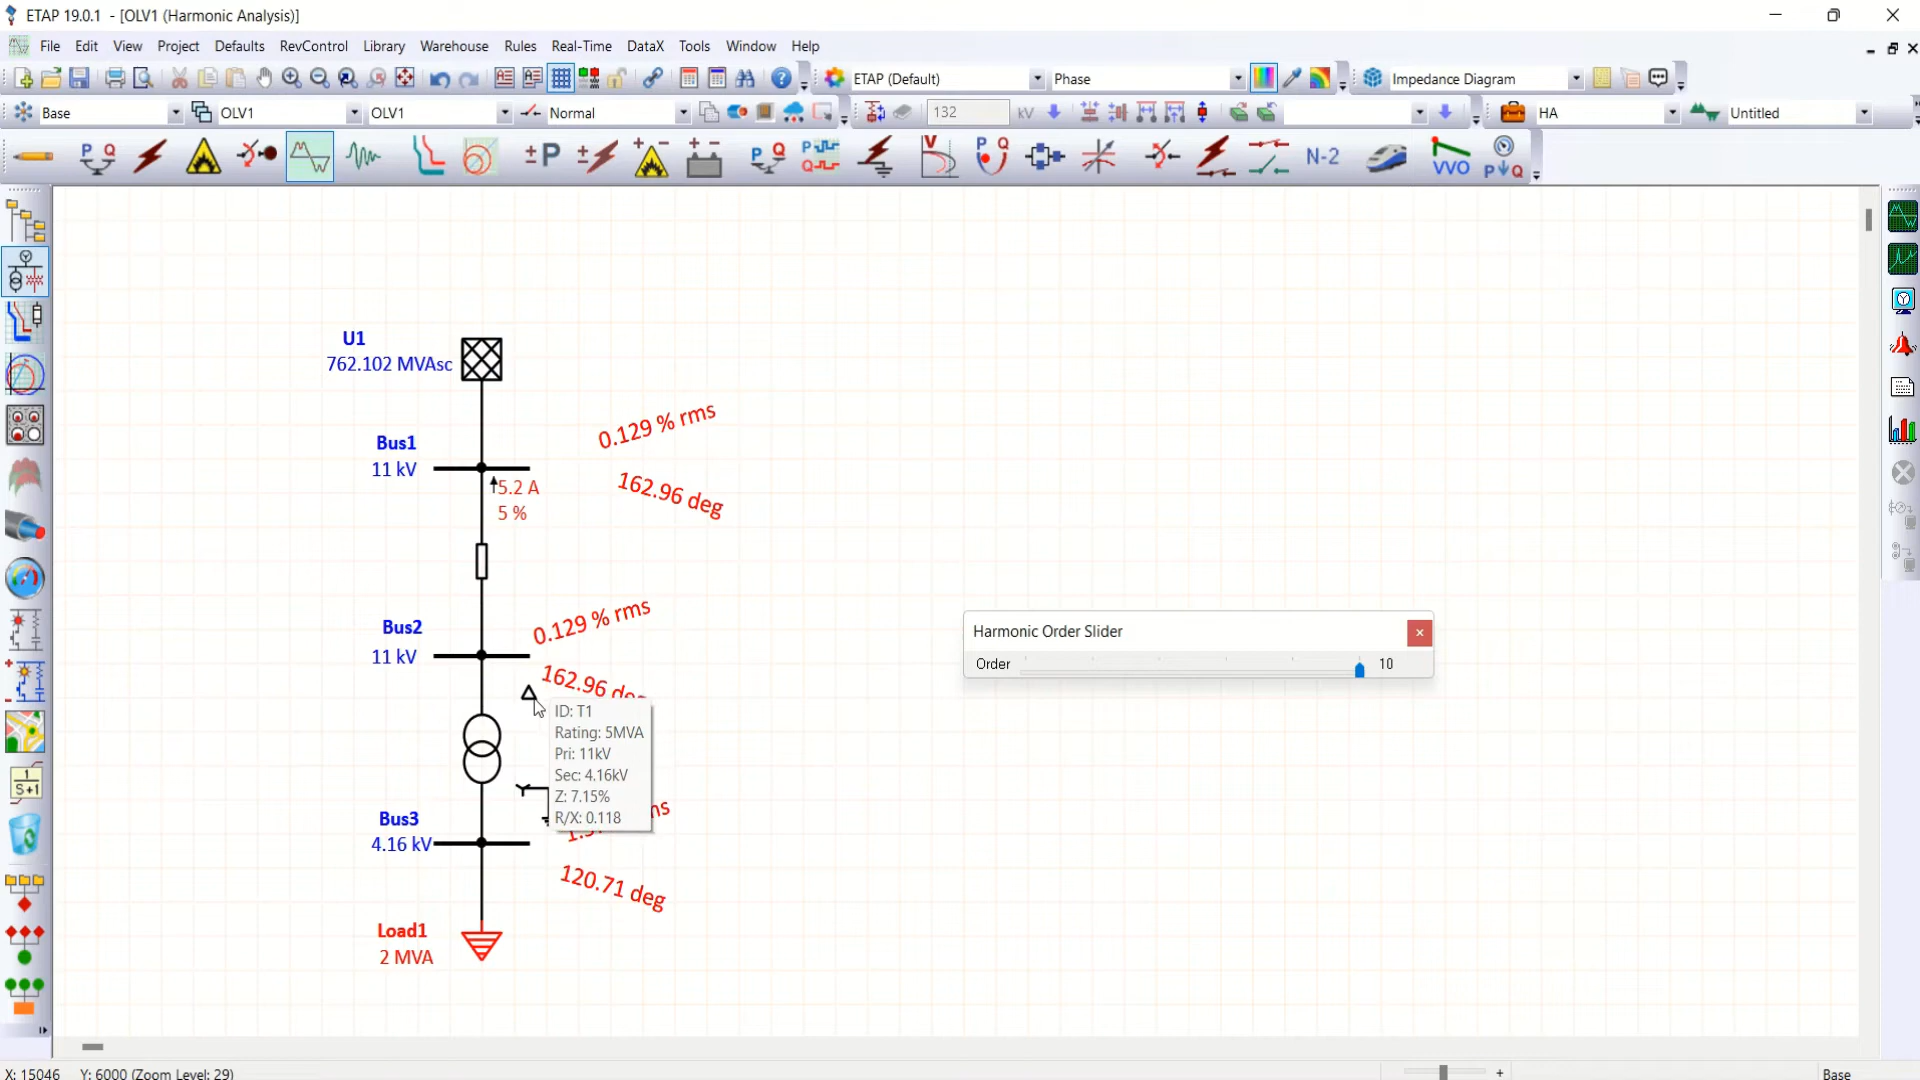 ETAP 19.0.1 - [OLV1 (Harmonic Analysis)]
File Edit View Project Defaults RevControl Library Warehouse Rules Real-Time DataX Tools Window Help
ETAP (Default) Phase Impedance Diagram
Base OLV1 OLV1 Normal 132 kV HA Untitled
P Q ± P ± V P Q P Q P Q N-2 VVO P Q
U1
762.102 MVAsc
0.129 % rms
Bus1
11 kV
162.96 deg
5.2 A
5 %
0.129 % rms
Bus2
11 kV
162.96
Harmonic Order Slider
Order 10
ID: T1
Rating: 5MVA
Pri: 11kV
Sec: 4.16kV
Z: 7.15%
R/X: 0.118
1
S+1
Bus3
4.16 kV
120.71 deg
Load1
2 MVA
X: 15046 Y: 6000 (Zoom Level: 29)
Base